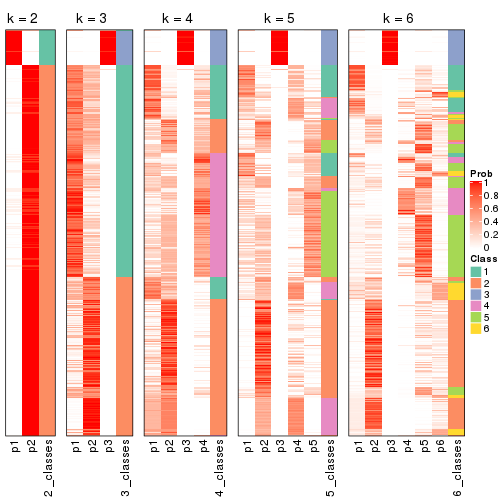 k = 2
k = 3
k = 4
k = 5
k = 6
p1
p2
2_classes
p1
p2
p3
3_classes
p1
p2
p3
p4
4_classes
p1
p2
p3
p4
p5
5_classes
p1
p2
p3
p4
p5
p6
6_classes
Prob
1
0.8
0.6
0.4
0.2
0
Class
1
2
3
4
5
6